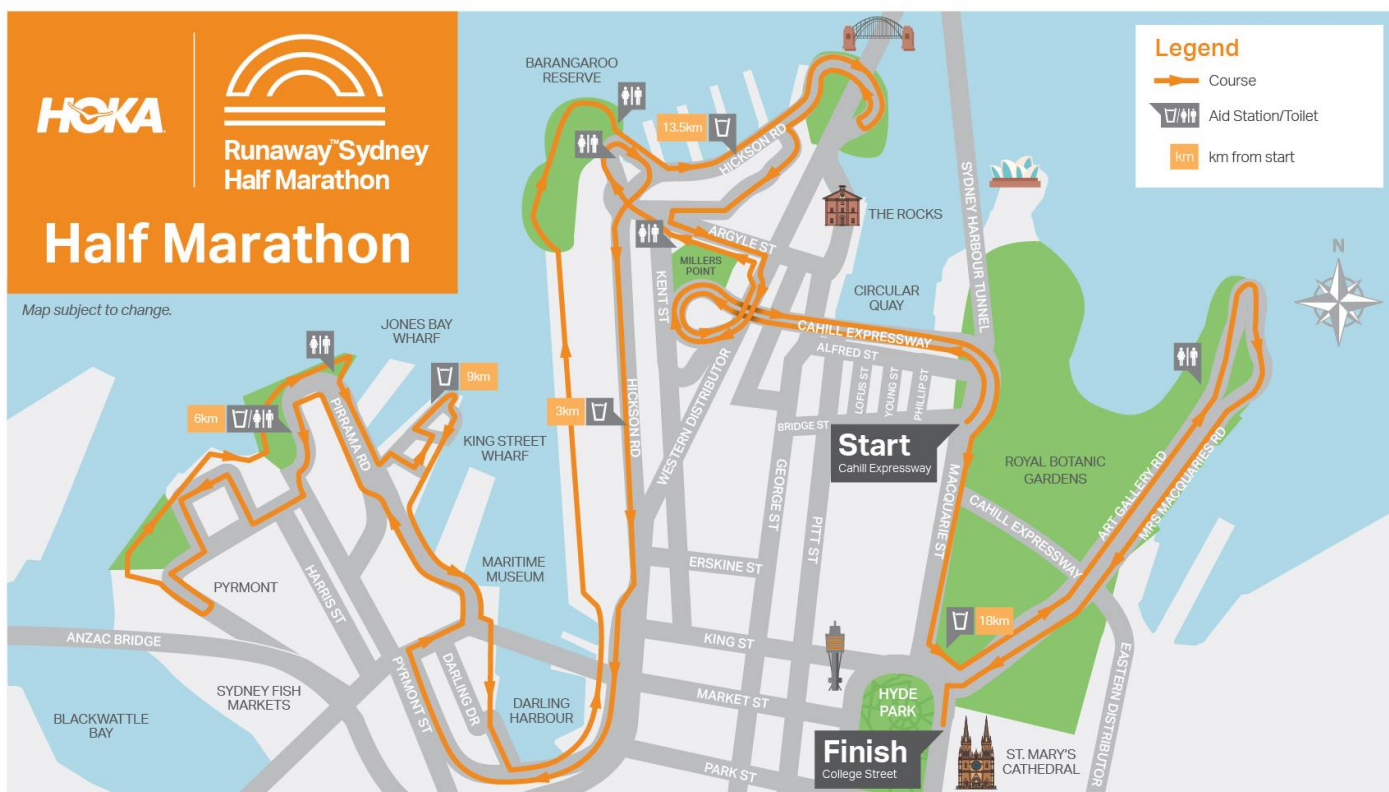 HOKA
Runaway™Sydney
Half Marathon
Half Marathon
Map subject to change.
Legend
Course
Aid Station/Toilet
km
km from start
N
BARANGAROO
RESERVE
13.5km
HICKSON RD
SYDNEY HARBOUR TUNNEL
THE ROCKS
ARGYLE ST
MILLERS
POINT
KENT ST
CIRCULAR
QUAY
CAHILL EXPRESSWAY
ALFRED ST
LOFUS ST
YOUNG ST
PHILLIP ST
BRIDGE ST
JONES BAY
WHARF
9km
6km
PIRRAMA RD
KING STREET
WHARF
3km
HICKSON RD
WESTERN DISTRIBUTOR
GEORGE ST
PITT ST
Start
Cahill Expressway
MACQUARIE ST
ROYAL BOTANIC
GARDENS
CAHILL EXPRESSWAY
ART GALLERY RD
MRS MACQUARIES RD
PYRMONT
HARRIS ST
MARITIME
MUSEUM
ERSKINE ST
ANZAC BRIDGE
KING ST
18km
EASTERN DISTRIBUTOR
SYDNEY FISH
MARKETS
PYRMONT ST
DARLING DR
DARLING
HARBOUR
MARKET ST
HYDE
PARK
BLACKWATTLE
BAY
PARK ST
Finish
College Street
ST. MARY'S
CATHEDRAL